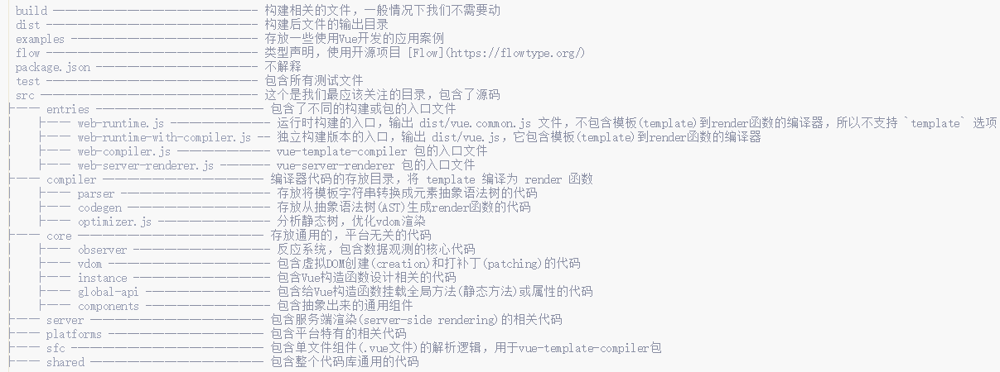 build ——————————————————————— 构建相关的文件，一般情况下我们不需要动
dist ———————————————————————— 构建后文件的输出目录
examples ———————————————————— 存放一些使用Vue开发的应用案例
flow ———————————————————————— 类型声明，使用开源项目 [Flow](https://flowtype.org/)
package.json ———————————————— 不解释
test ———————————————————————— 包含所有测试文件
src ————————————————————————— 这个是我们最应该关注的目录，包含了源码
├—— entries ————————————————— 包含了不同的构建或包的入口文件
│   ├—— web-runtime.js ———————————— 运行时构建的入口，输出 dist/vue.common.js 文件，不包含模板(template)到render函数的编译器，所以不支持 `template` 选项
│   ├—— web-runtime-with-compiler.js —— 独立构建版本的入口，输出 dist/vue.js，它包含模板(template)到render函数的编译器
│   ├—— web-compiler.js ——————————— vue-template-compiler 包的入口文件
│   ├—— web-server-renderer.js ———— vue-server-renderer 包的入口文件
├—— compiler ———————————————— 编译器代码的存放目录，将 template 编译为 render 函数
│   ├—— parser ———————————————————— 存放将模板字符串转换成元素抽象语法树的代码
│   ├—— codegen ——————————————————— 存放从抽象语法树(AST)生成render函数的代码
│   ├—— optimizer.js —————————————— 分析静态树，优化vdom渲染
├—— core ———————————————————— 存放通用的，平台无关的代码
│   ├—— observer —————————————————— 反应系统，包含数据观测的核心代码
│   ├—— vdom —————————————————————— 包含虚拟DOM创建(creation)和打补丁(patching)的代码
│   ├—— instance —————————————————— 包含Vue构造函数设计相关的代码
│   ├—— global-api ———————————————— 包含给Vue构造函数挂载全局方法(静态方法)或属性的代码
│   ├—— components ———————————————— 包含抽象出来的通用组件
├—— server —————————————————— 包含服务端渲染(server-side rendering)的相关代码
├—— platforms ——————————————— 包含平台特有的相关代码
├—— sfc ————————————————————— 包含单文件组件(.vue文件)的解析逻辑，用于vue-template-compiler包
├—— shared —————————————————— 包含整个代码库通用的代码